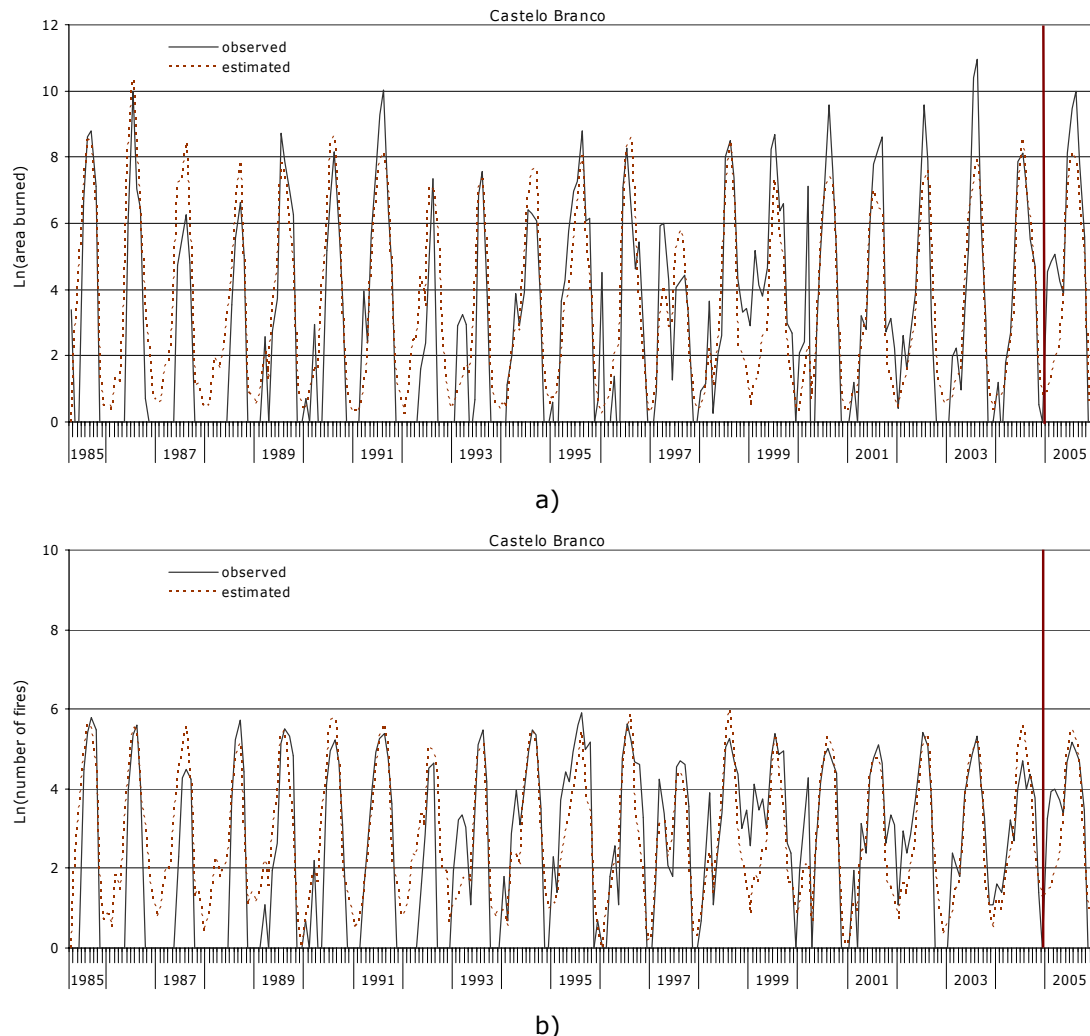 Castelo Branco
12
10
8
6
4
2
0
Ln(area burned)
observed
estimated
1985 1987 1989 1991 1993 1995 1997 1999 2001 2003 2005
a)
Castelo Branco
10
8
6
4
2
0
Ln(number of fires)
observed
estimated
1985 1987 1989 1991 1993 1995 1997 1999 2001 2003 2005
b)